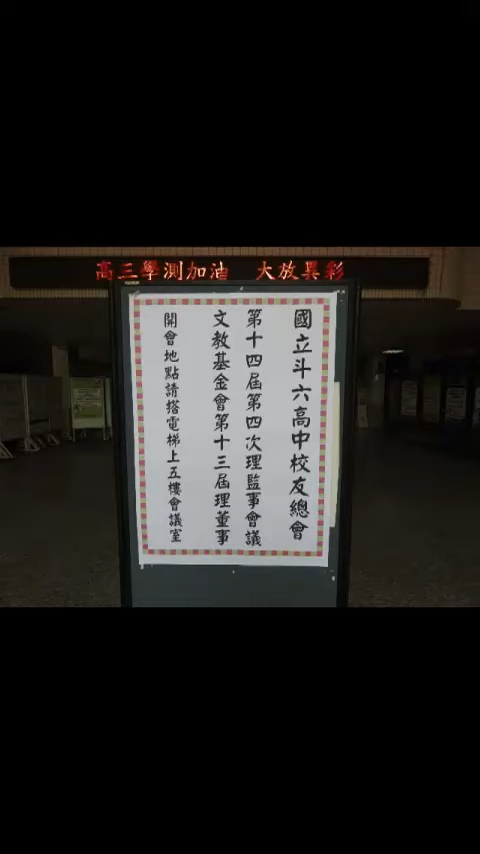 高三學測加油 大放異彩
國立斗六高中校友總會
第十四屆第四次理監事會議
文教基金會第十三屆理董事
開會地點請搭電梯上五樓會議室